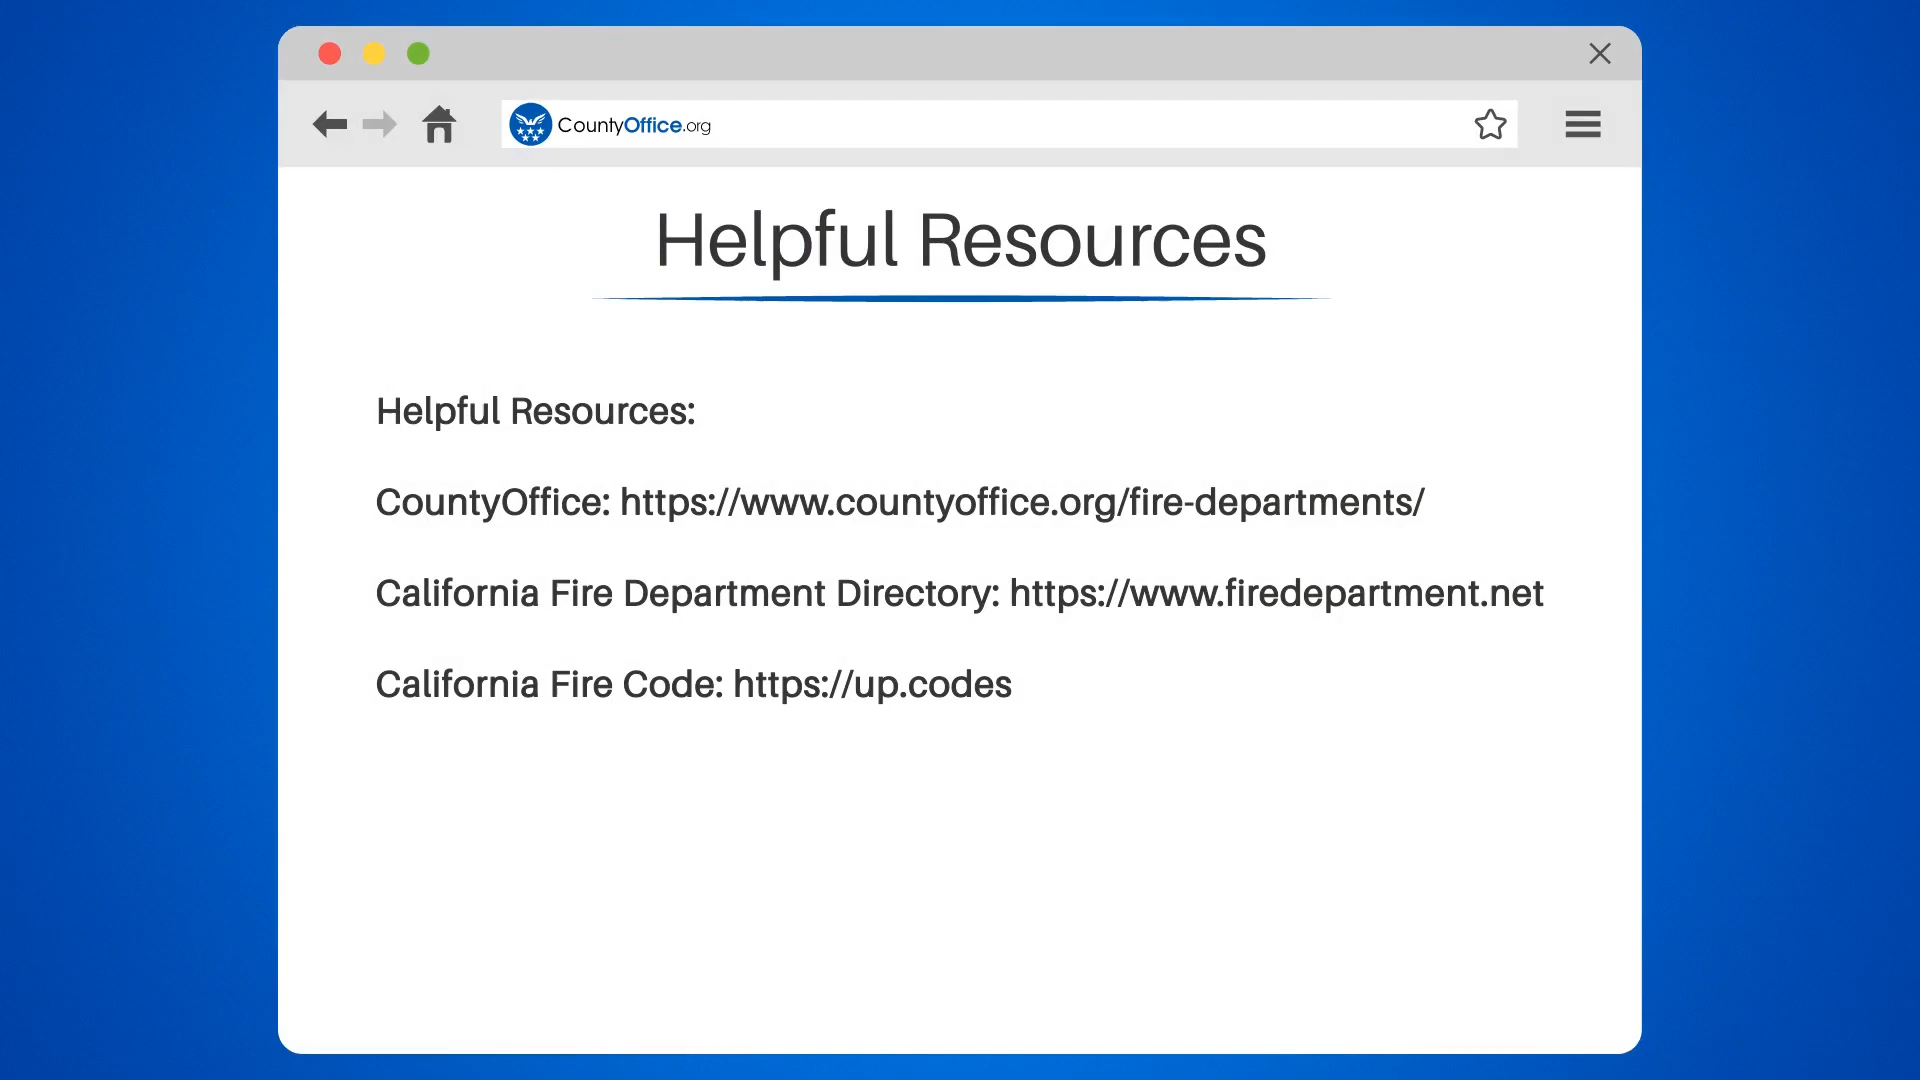 CountyOffice.org
Helpful Resources
Helpful Resources:
CountyOffice: https://www.countyoffice.org/fire-departments/
California Fire Department Directory: https://www.firedepartment.net
California Fire Code: https://up.codes